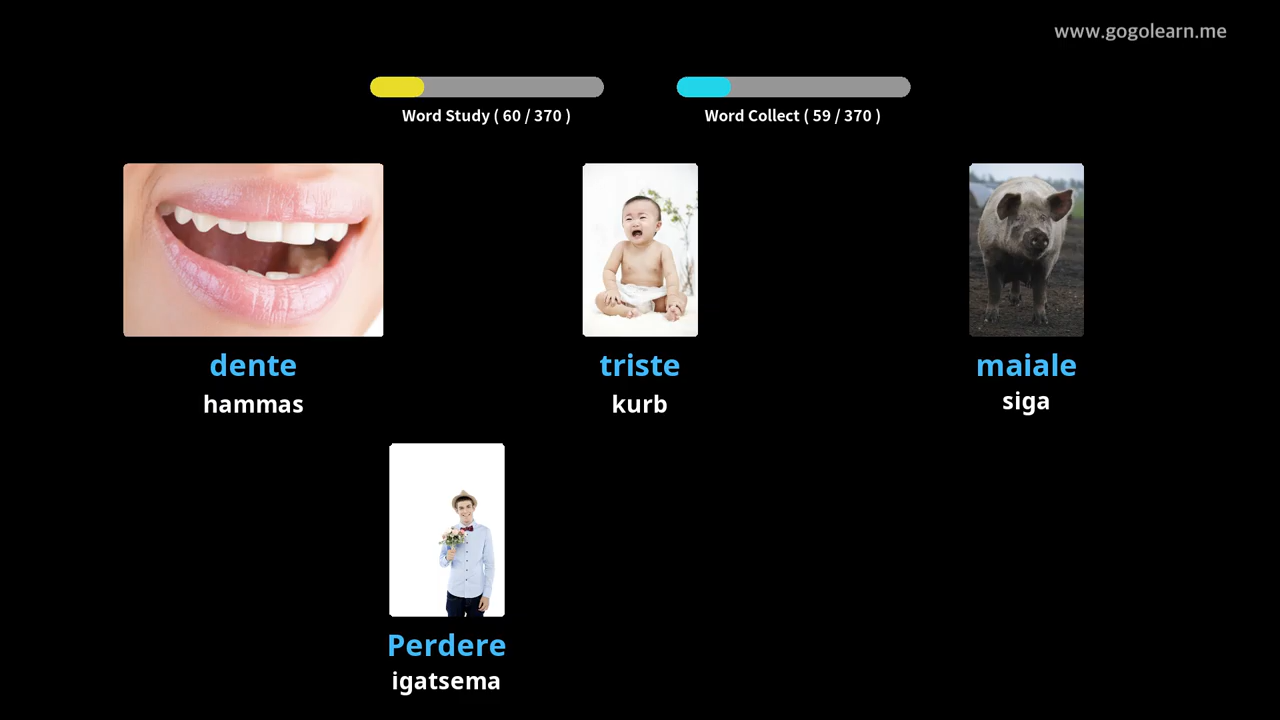 www.gogolearn.me
Word Study ( 60 / 370 )
Word Collect ( 59 / 370 )
dente
hammas
triste
kurb
maiale
siga
Perdere
igatsema